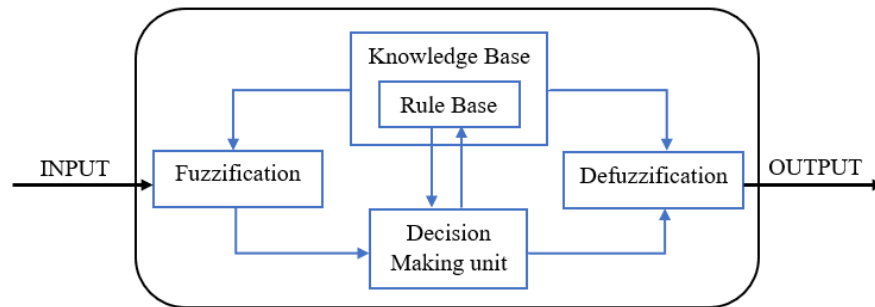 Knowledge Base
Rule Base
INPUT
Fuzzification
Defuzzification
OUTPUT
Decision
Making unit